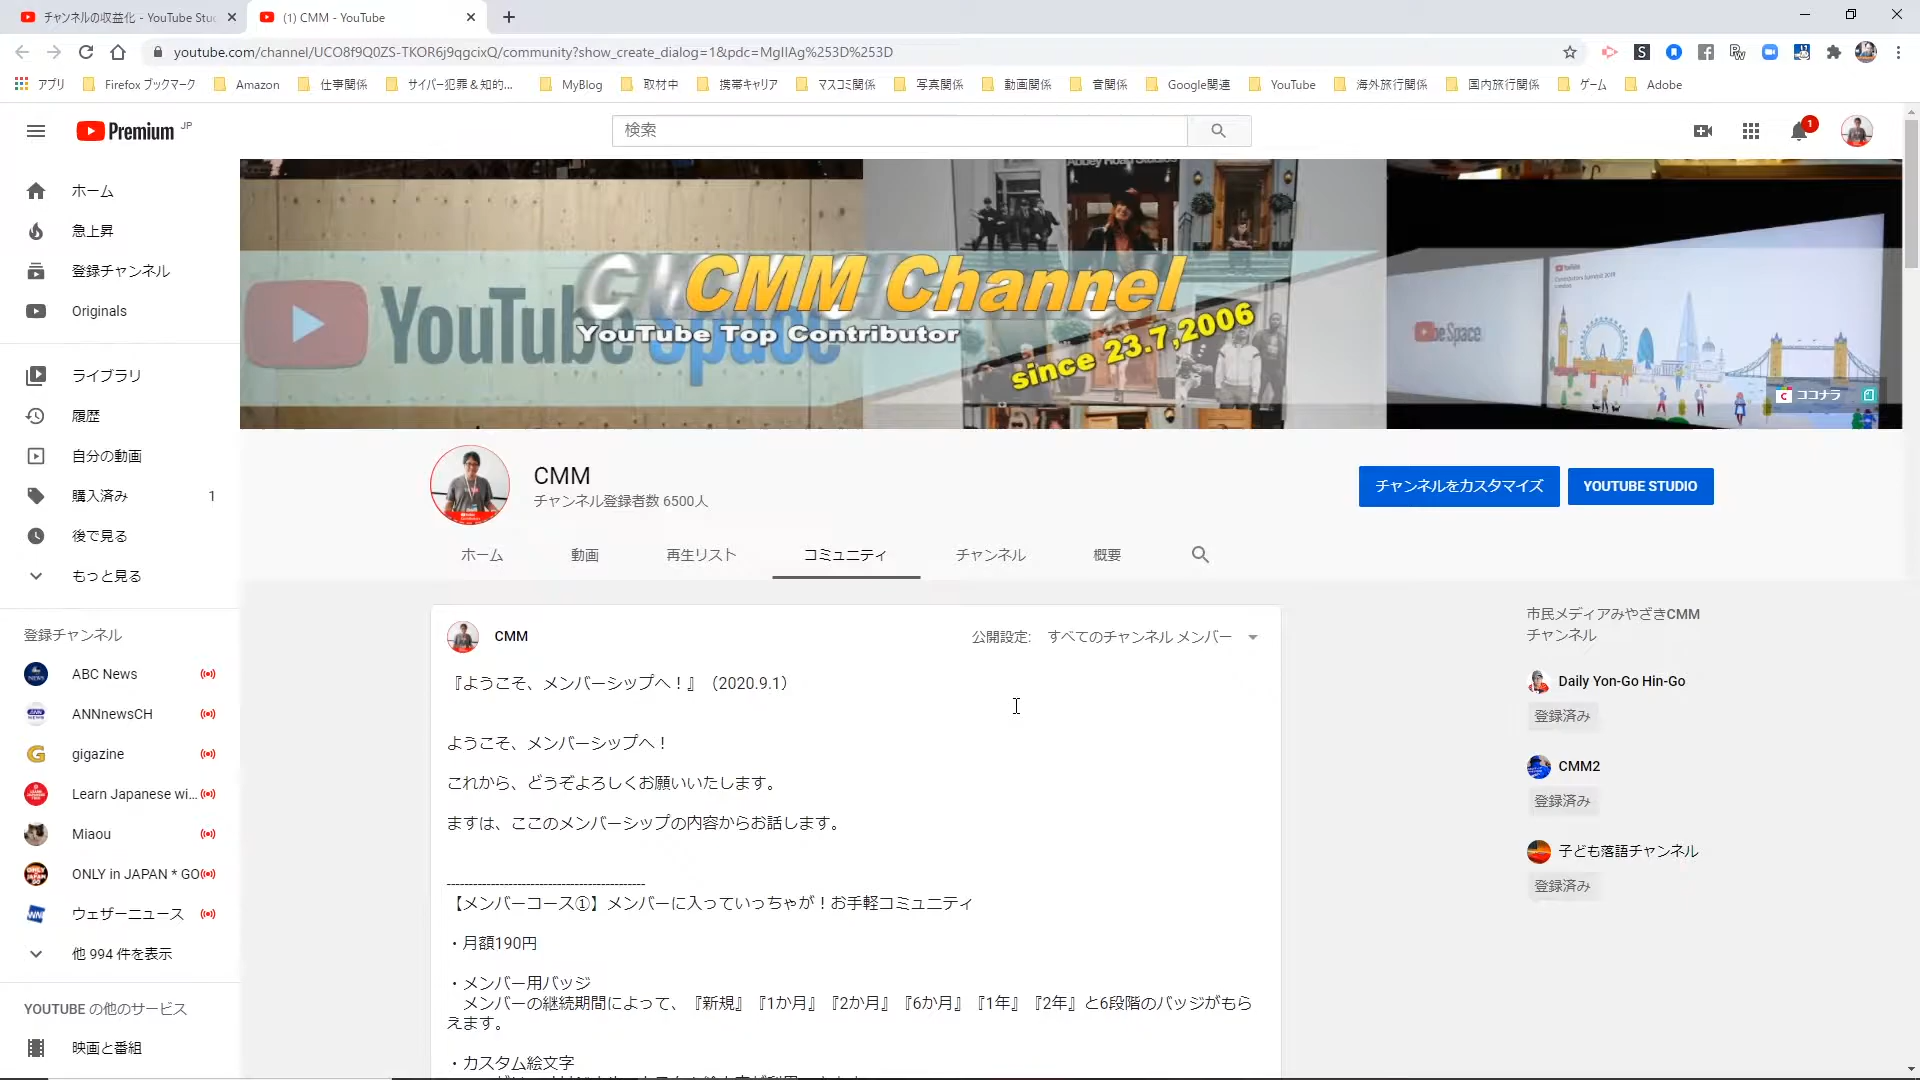 チャンネルの収益化 - YouTube Stu
(1) CMM - YouTube
youtube.com/channel/UCO8f9Q0ZS-TKOR6j9qgcixQ/community?show_create_dialog=1&pdc=MgIIAg%253D%253D
アプリ
Firefox ブックマーク
Amazon
仕事関係
サイバー犯罪＆知的...
MyBlog
取材中
携帯キャリア
マスコミ関係
写真関係
動画関係
音関係
Google関連
YouTube
海外旅行関係
国内旅行関係
ゲーム
Adobe
Premium JP
検索
1
ホーム
急上昇
登録チャンネル
Originals
ライブラリ
履歴
自分の動画
購入済み 1
後で見る
もっと見る
登録チャンネル
ABC News
ANNnewsCH
gigazine
Learn Japanese wi...
Miaou
ONLY in JAPAN * GO
ウェザーニュース
他 994 件を表示
YOUTUBE の他のサービス
映画と番組
Abbey Road Studios
YouTube Space
CMM Channel
YouTube Top Contributor
since 23.7,2006
be Space
YouTube
ココナラ
CMM
チャンネル登録者数 6500人
チャンネルをカスタマイズ
YOUTUBE STUDIO
ホーム
動画
再生リスト
コミュニティ
チャンネル
概要
CMM
公開設定: すべてのチャンネル メンバー
『ようこそ、メンバーシップへ！』（2020.9.1）
ようこそ、メンバーシップへ！
これから、どうぞよろしくお願いいたします。
ますは、ここのメンバーシップの内容からお話します。
---------------------------------------------
【メンバーコース①】メンバーに入っていっちゃが！お手軽コミュニティ
・月額190円
・メンバー用バッジ
メンバーの継続期間によって、『新規』『1か月』『2か月』『6か月』『1年』『2年』と6段階のバッジがもら
えます。
・カスタム絵文字
市民メディアみやざきCMM
チャンネル
Daily Yon-Go Hin-Go
登録済み
CMM2
登録済み
子ども落語チャンネル
登録済み